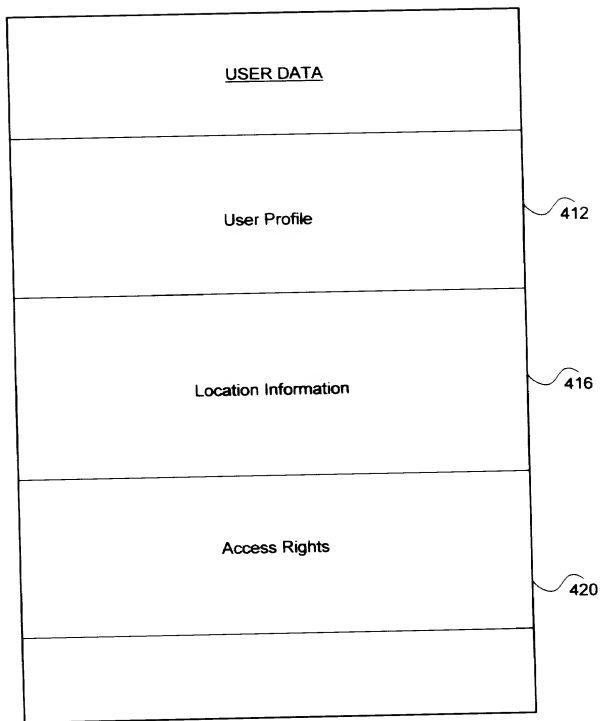 USER DATA
User Profile
412
Location Information
416
Access Rights
420